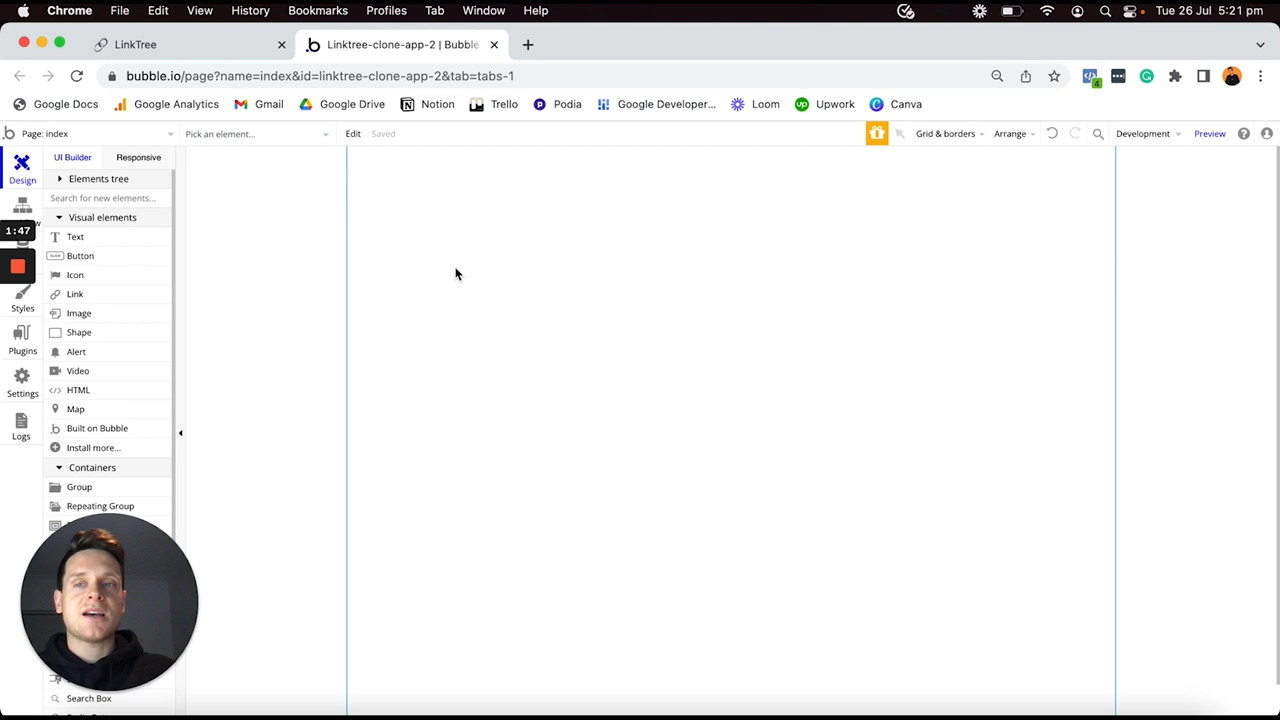 Chrome File Edit View History Bookmarks Profiles Tab Window Help Tue 26 Jul 5:21 pm
LinkTree Linktree-clone-app-2 | Bubble
bubble.io/page?name=index&id=linktree-clone-app-2&tab=tabs-1 4
Google Docs Google Analytics Gmail Google Drive Notion Trello Podia Google Developer... Loom Upwork Canva
Page: index Pick an element... Edit Saved Grid & borders Arrange Development Preview
UI Builder Responsive
Design
Elements tree
Search for new elements...
Visual elements
1:47
Text
Button
Icon
Link
Styles
Image
Shape
Plugins
Alert
Video
Settings
HTML
Map
Logs
Built on Bubble
Install more...
Containers
Group
Repeating Group
Search Box